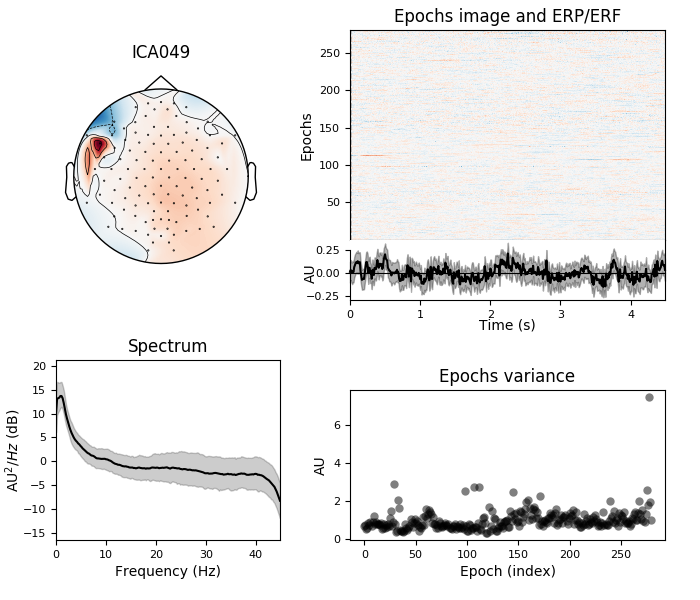 ICA049
Epochs image and ERP/ERF
Epochs
250
200
150
100
50
AU
0.25
0.00
−0.25
0 1 2 3 4
Time (s)
Spectrum
AU²/Hz (dB)
20
15
10
5
0
−5
−10
−15
0 10 20 30 40
Frequency (Hz)
Epochs variance
AU
6
4
2
0
0 50 100 150 200 250
Epoch (index)